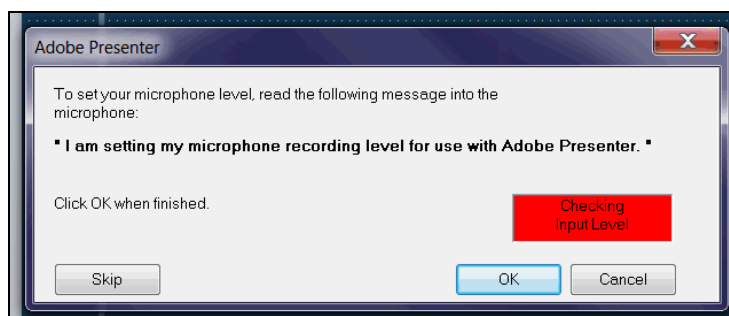 Adobe Presenter
To set your microphone level, read the following message into the
microphone:
" I am setting my microphone recording level for use with Adobe Presenter. "
Click OK when finished.
Checking
Input Level
Skip
OK
Cancel